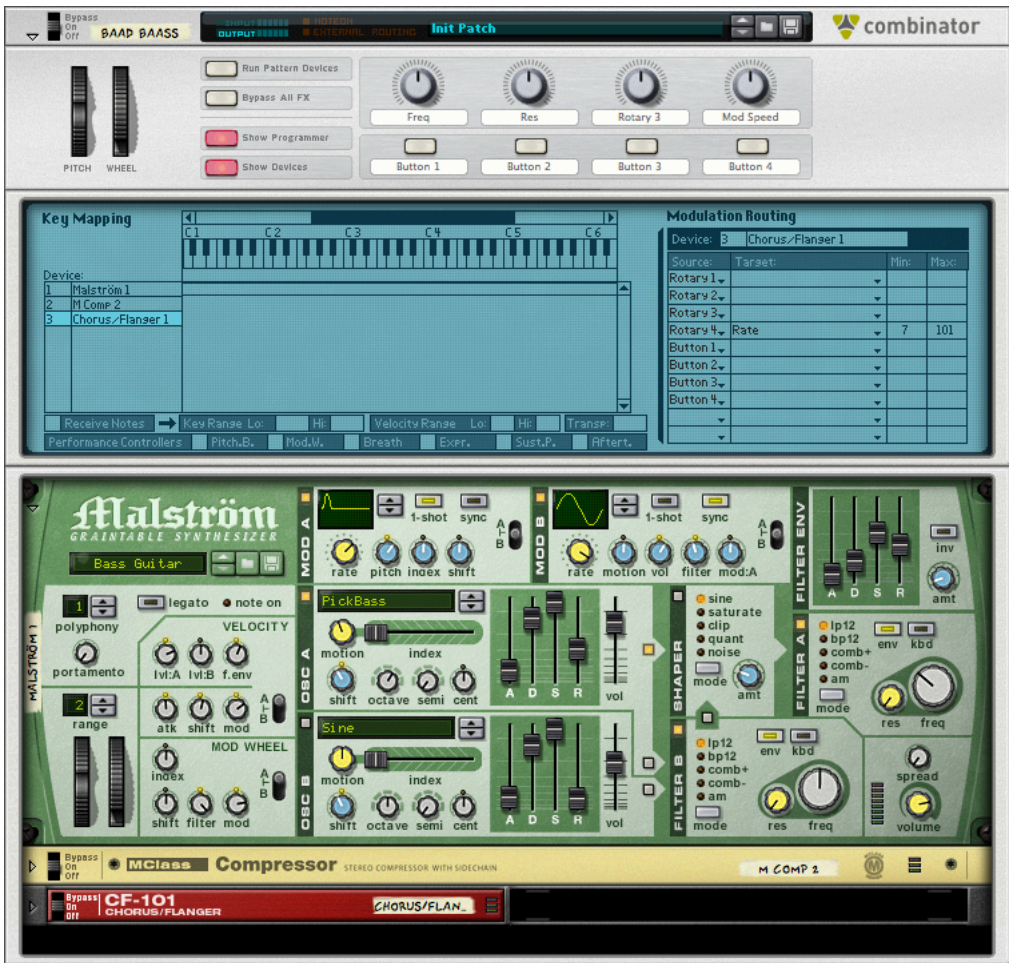 Bypass
On
Off
BAAD BAASS
INPUT
OUTPUT
NOTEON
EXTERNAL ROUTING
Init Patch
combinator
Run Pattern Devices
Bypass All FX
Show Programmer
Show Devices
PITCH WHEEL
Freq Res Rotary 3 Mod Speed
Button 1 Button 2 Button 3 Button 4
Key Mapping
C1 C2 C3 C4 C5 C6
Device:
1 Malström 1
2 M Comp 2
3 Chorus/Flanger 1
Receive Notes Key Range Lo: Hi: Velocity Range Lo: Hi: Transp:
Performance Controllers Pitch.B. Mod.W. Breath Expr. Sust.P. Aftert.
Modulation Routing
Device: 3 Chorus/Flanger 1
Source: Target: Min: Max:
Rotary 1
Rotary 2
Rotary 3
Rotary 4 Rate 7 101
Button 1
Button 2
Button 3
Button 4
Malström
GRAINTABLE SYNTHESIZER
Bass Guitar
MALSTRÖM 1
1
polyphony
portamento
2
range
legato note on
VELOCITY
lvl:A lvl:B f.env
atk shift mod
A
B
MOD WHEEL
index
A
B
shift filter mod
MOD A
1-shot sync
A
B
rate pitch index shift
MOD B
1-shot sync
A
B
rate motion vol filter mod:A
FILTER ENV
A D S R
inv
amt
OSC A
PickBass
motion index
shift octave semi cent
A D S R vol
OSC B
Sine
motion index
shift octave semi cent
A D S R vol
SHAPER
sine
saturate
clip
quant
noise
mode amt
FILTER A
lp12
bp12
comb+
comb-
am
mode
env kbd
res freq
FILTER B
lp12
bp12
comb+
comb-
am
mode
env kbd
res freq
spread
volume
Bypass
On
Off
MClass Compressor STEREO COMPRESSOR WITH SIDECHAIN
M COMP 2
M
Bypass
On
Off
CF-101
CHORUS/FLANGER
CHORUS/FLAN_